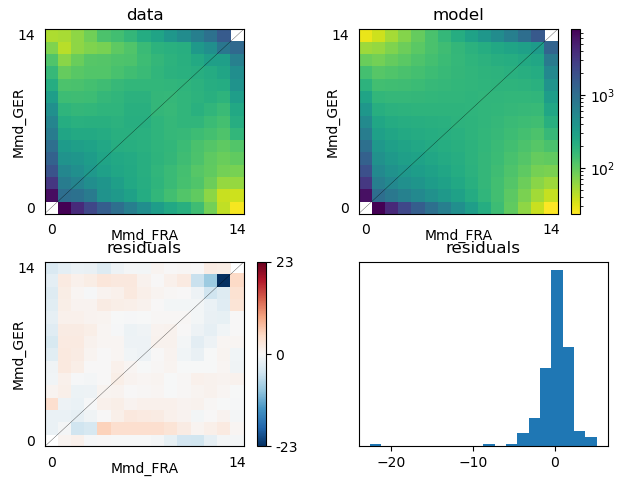 data
model
14
Mmd_GER
0
0
14
Mmd_FRA
14
Mmd_GER
0
0
14
Mmd_FRA
10^3
10^2
residuals
residuals
14
Mmd_GER
0
0
14
Mmd_FRA
23
0
-23
−20
−10
0